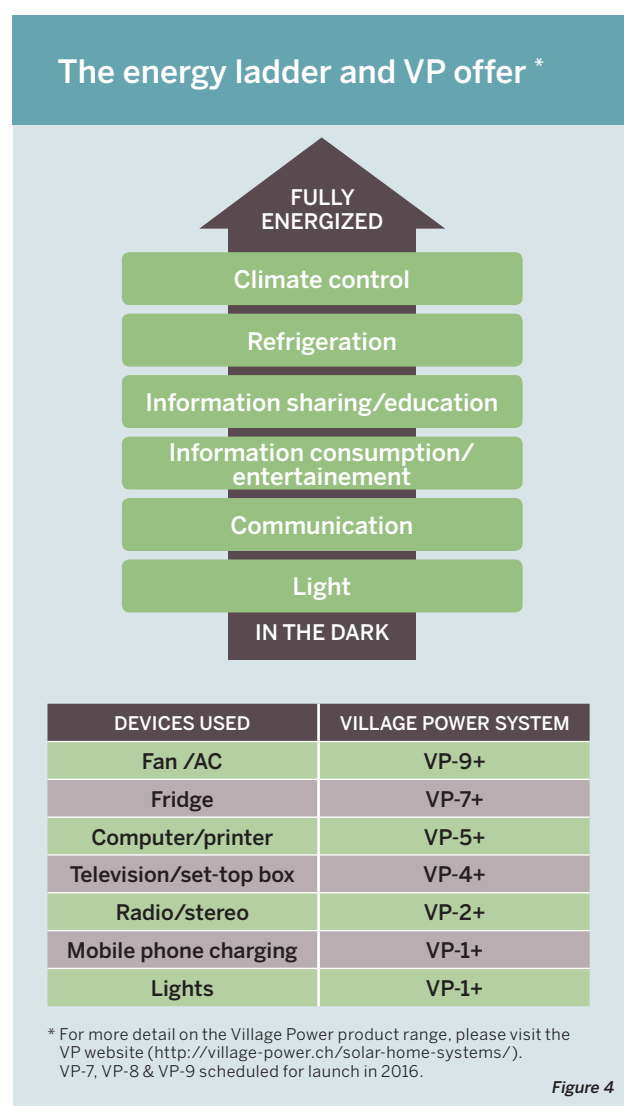 The energy ladder and VP offer *
FULLY
ENERGIZED
Climate control
Refrigeration
Information sharing/education
Information consumption/
entertainement
Communication
Light
IN THE DARK
DEVICES USED VILLAGE POWER SYSTEM
Fan /AC VP-9+
Fridge VP-7+
Computer/printer VP-5+
Television/set-top box VP-4+
Radio/stereo VP-2+
Mobile phone charging VP-1+
Lights VP-1+
* For more detail on the Village Power product range, please visit the
VP website (http://village-power.ch/solar-home-systems/).
VP-7, VP-8 & VP-9 scheduled for launch in 2016.
Figure 4